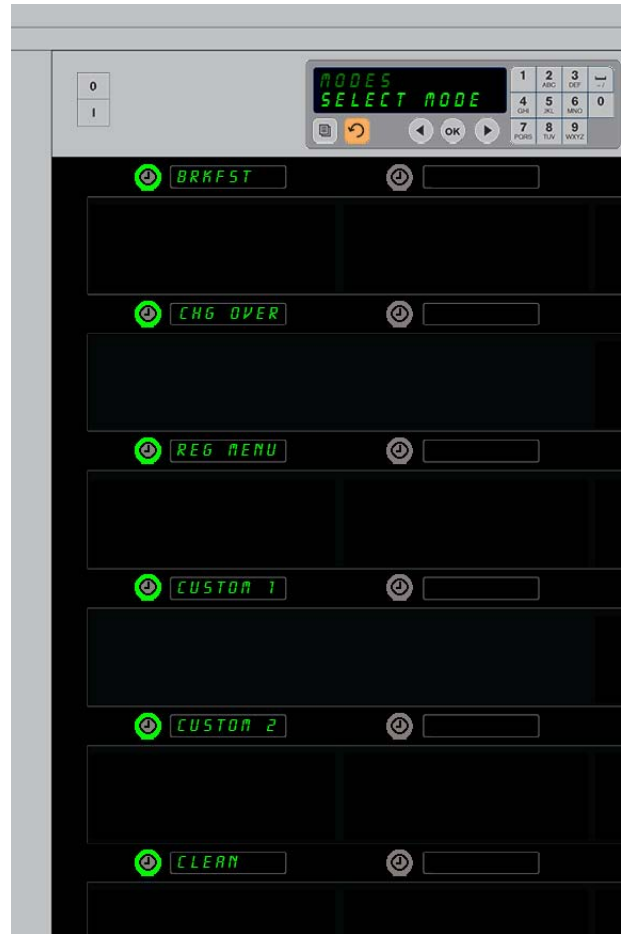 0
I
MODES
SELECT MODE
1 2 ABC 3 DEF - /
4 GHI 5 JKL 6 MNO 0
7 PQRS 8 TUV 9 WXYZ
OK
BRKFST
CHG OVER
REG MENU
CUSTOM 1
CUSTOM 2
CLEAN